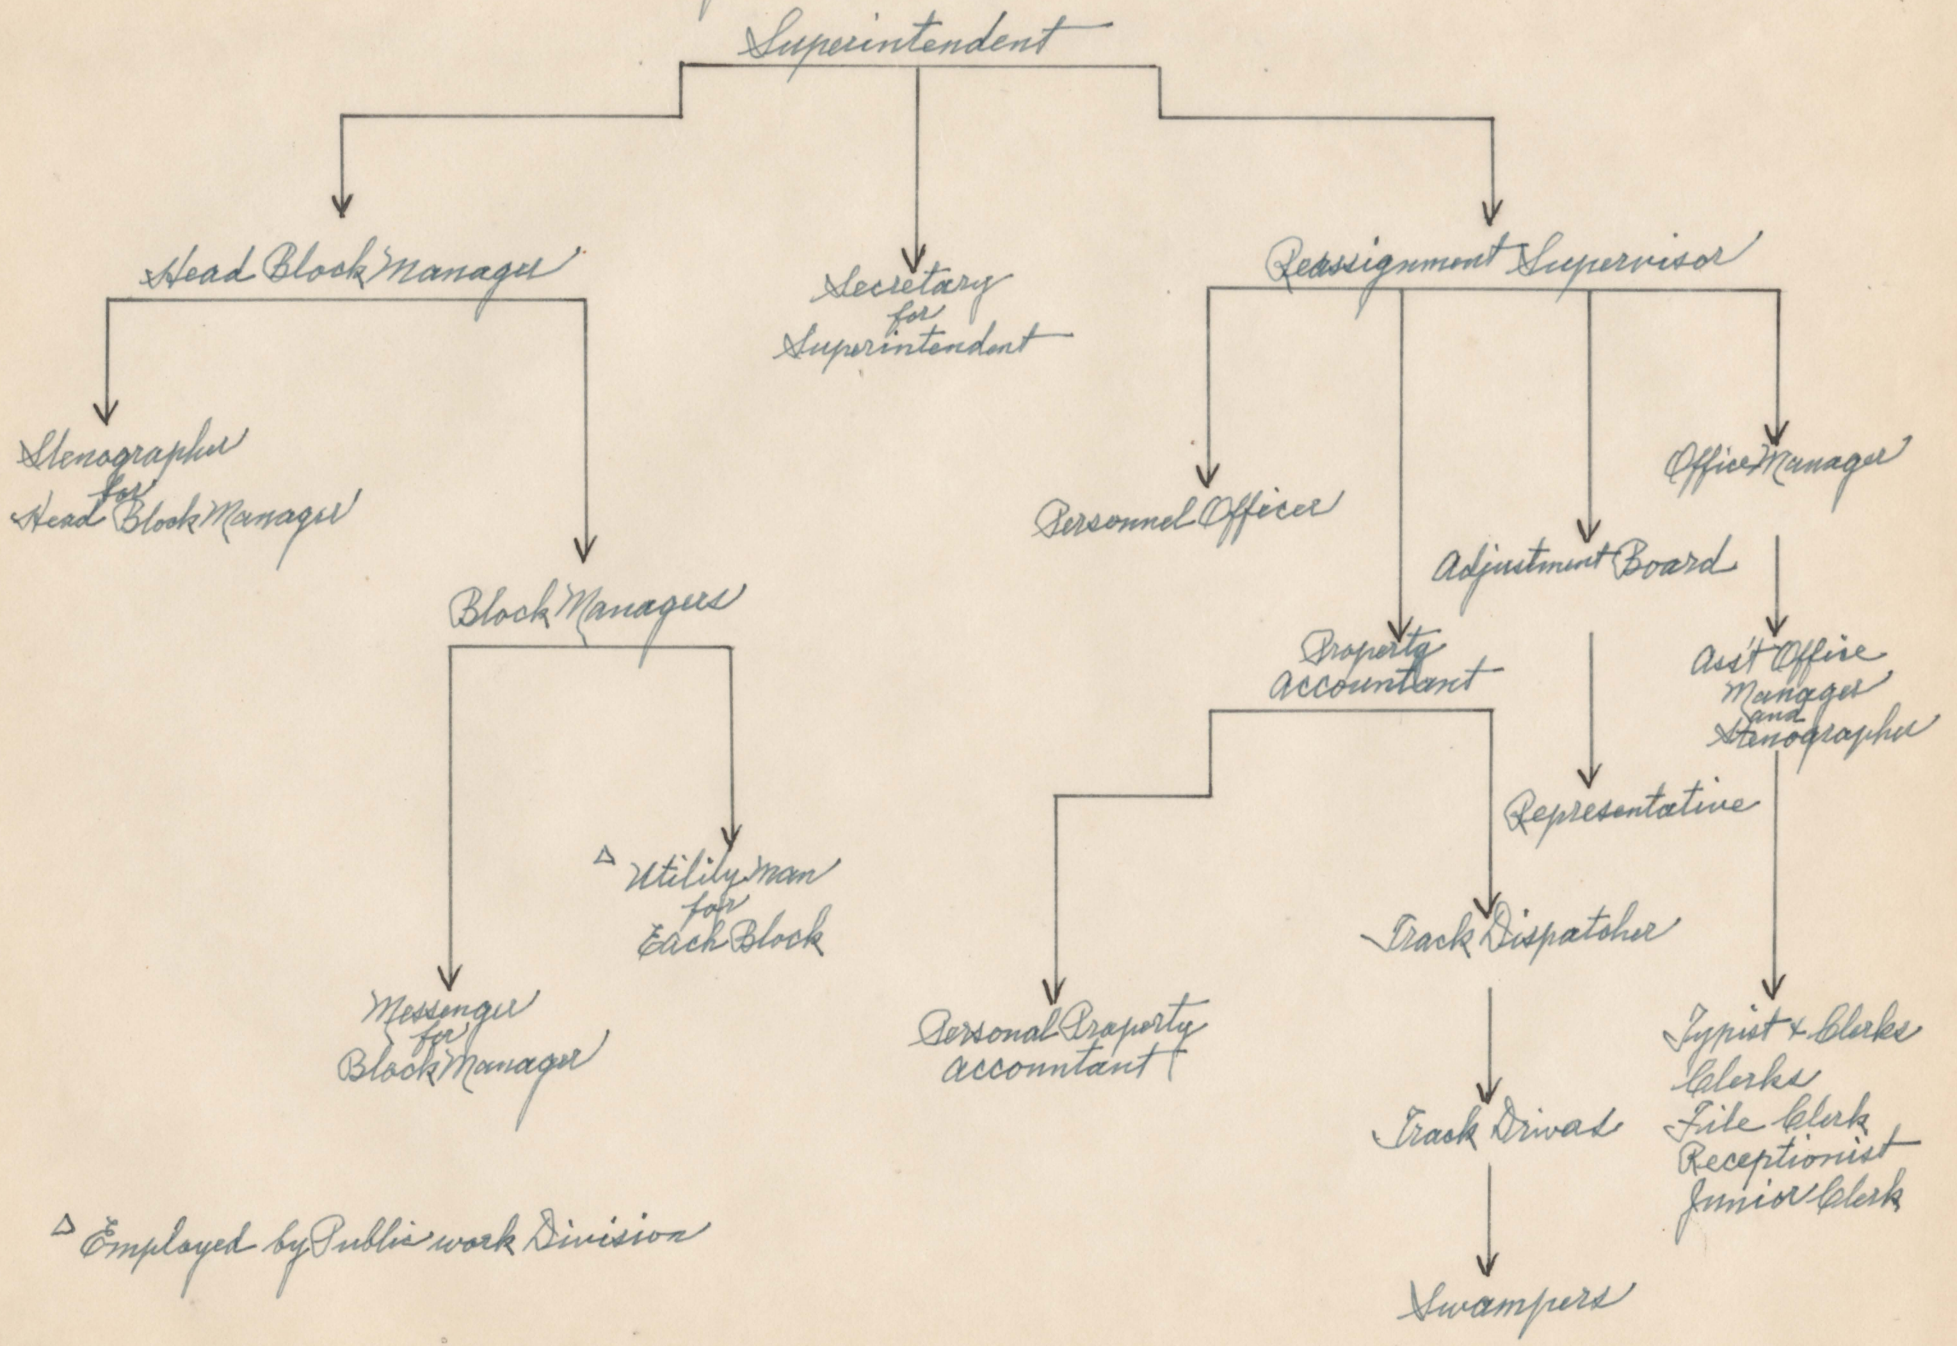 Superintendent
Head Block Manager
Secretary
for
Superintendent
Reassignment Supervisor
Stenographer
for
Head Block Manager
Block Managers
Personnel Officer
Office Manager
Adjustment Board
Property
Accountant
Ass't Office
Manager
and
Stenographer
Representative
△ Utility man
for
Each Block
Track Dispatcher
Messenger
for
Block Manager
Personal Property
Accountant
Typist & Clerks
Clerks
File Clerk
Receptionist
Junior Clerk
Track Drivers
Swampers
△ Employed by Public work Division